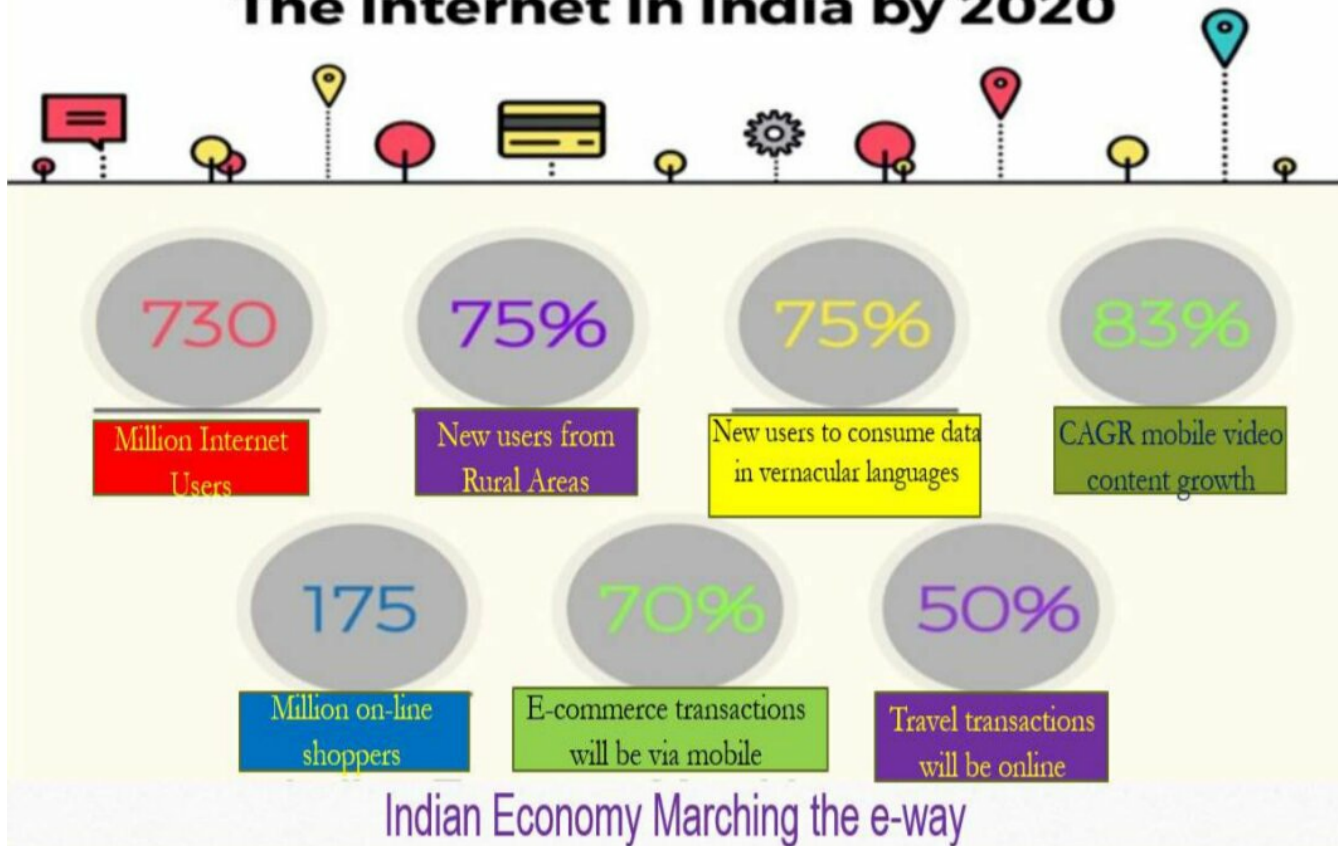 The Internet in India by 2020
730
75%
75%
83%
Million Internet
Users
New users from
Rural Areas
New users to consume data
in vernacular languages
CAGR mobile video
content growth
175
70%
50%
Million on-line
shoppers
E-commerce transactions
will be via mobile
Travel transactions
will be online
Indian Economy Marching the e-way